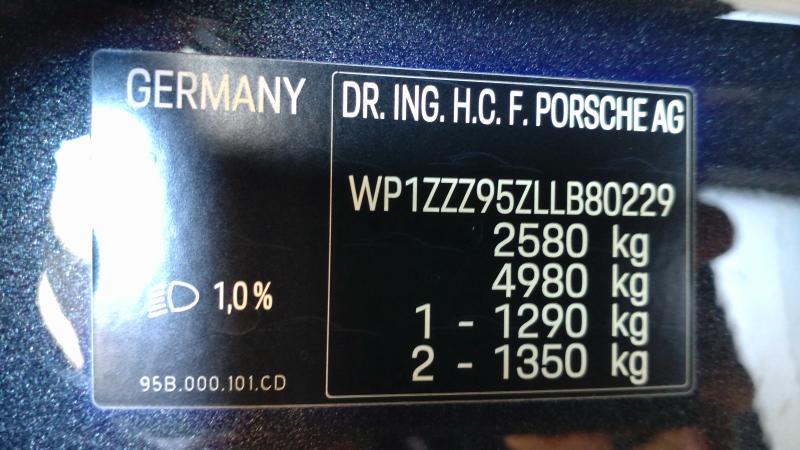 GERMANY
1,0%
95B.000.101.CD
DR. ING. H.C. F. PORSCHE AG
WP1ZZZ95ZLLB80229
2580 kg
4980 kg
1 - 1290 kg
2 - 1350 kg